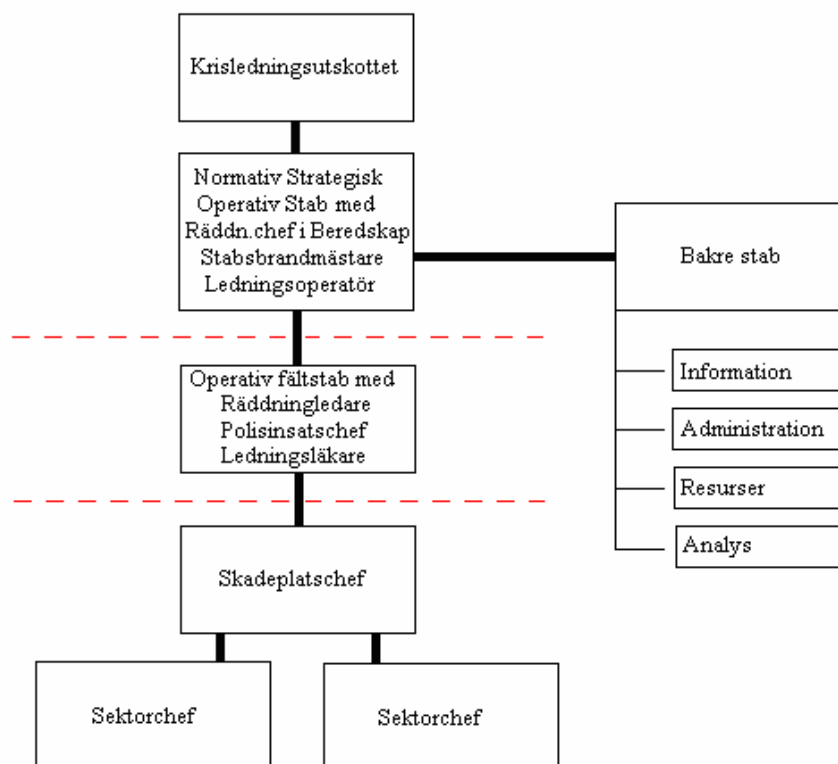 Krisledningsutskottet
Normativ Strategisk
Operativ Stab med
Räddn.chef i Beredskap
Stabsbrandmästare
Ledningsoperatör
Bakre stab
Information
Administration
Resurser
Analys
Operativ fältstab med
Räddningledare
Polisinsatschef
Ledningsläkare
Skadeplatschef
Sektorchef
Sektorchef